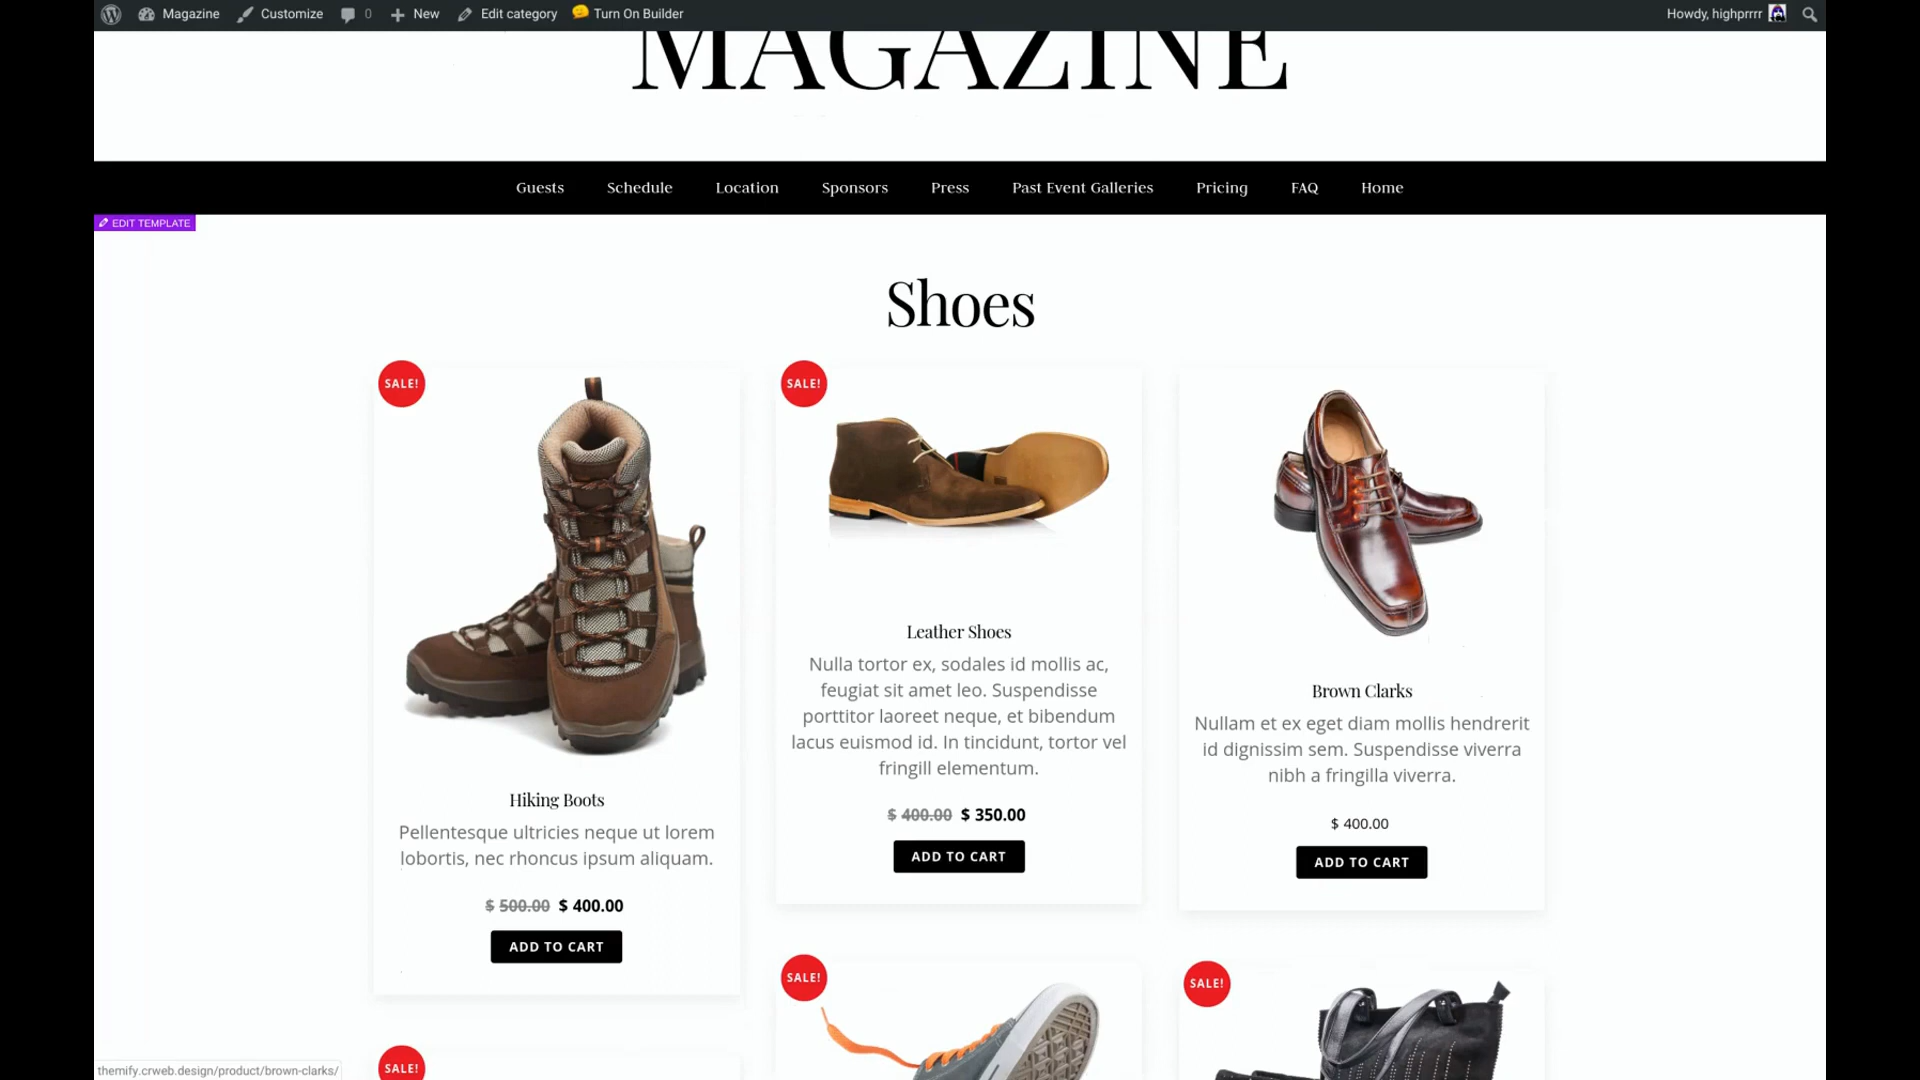 Magazine Customize 0 New Edit category Turn On Builder Howdy, highprrrr
MAGAZINE
Guests Schedule Location Sponsors Press Past Event Galleries Pricing FAQ Home
EDIT TEMPLATE
Shoes
SALE!
Hiking Boots
Pellentesque ultricies neque ut lorem
lobortis, nec rhoncus ipsum aliquam.
$ 500.00 $ 400.00
ADD TO CART
SALE!
Leather Shoes
Nulla tortor ex, sodales id mollis ac,
feugiat sit amet leo. Suspendisse
porttitor laoreet neque, et bibendum
lacus euismod id. In tincidunt, tortor vel
fringill elementum.
$ 400.00 $ 350.00
ADD TO CART
Brown Clarks
Nullam et ex eget diam mollis hendrerit
id dignissim sem. Suspendisse viverra
nibh a fringilla viverra.
$ 400.00
ADD TO CART
SALE!
SALE!
SALE!
themify.crweb.design/product/brown-clarks/